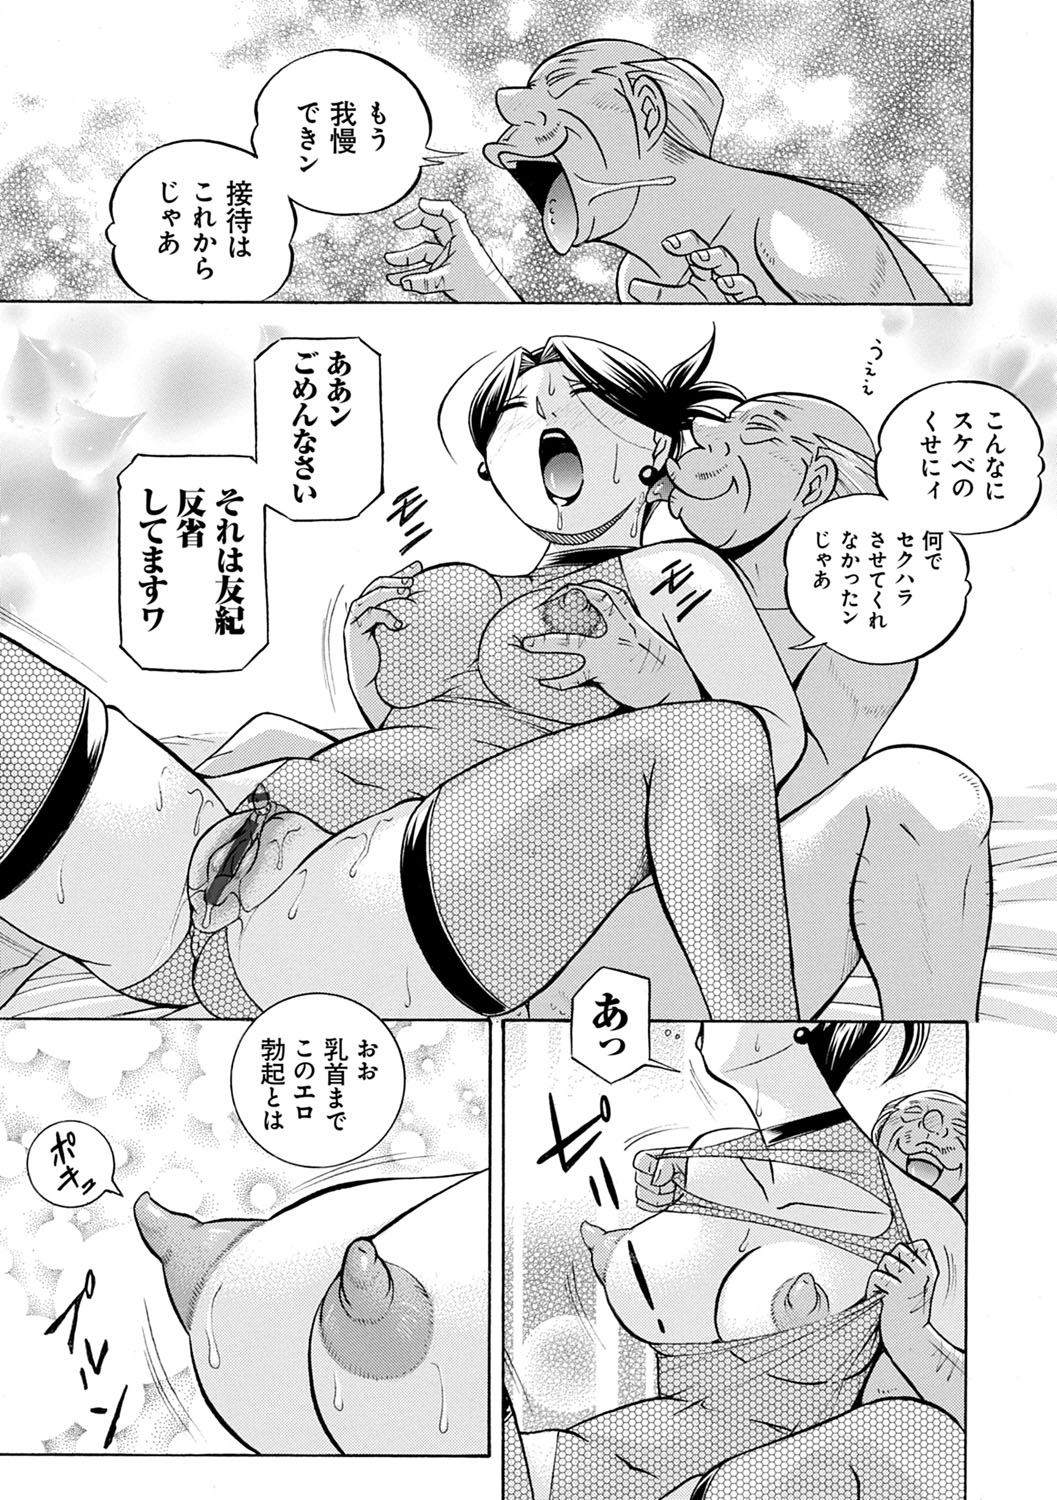 もう
我慢
できン
接待は
これから
じゃあ
うぇぇ
こんなに
スケベの
くせにィ
何で
セクハラ
させてくれ
なかったン
じゃあ
モミ
モミ
ああン
ごめんなさい
それは友紀
反省
してますワ
あっ
ビ
おお
乳首まで
このエロ
勃起とは
ポキッ
プルルン